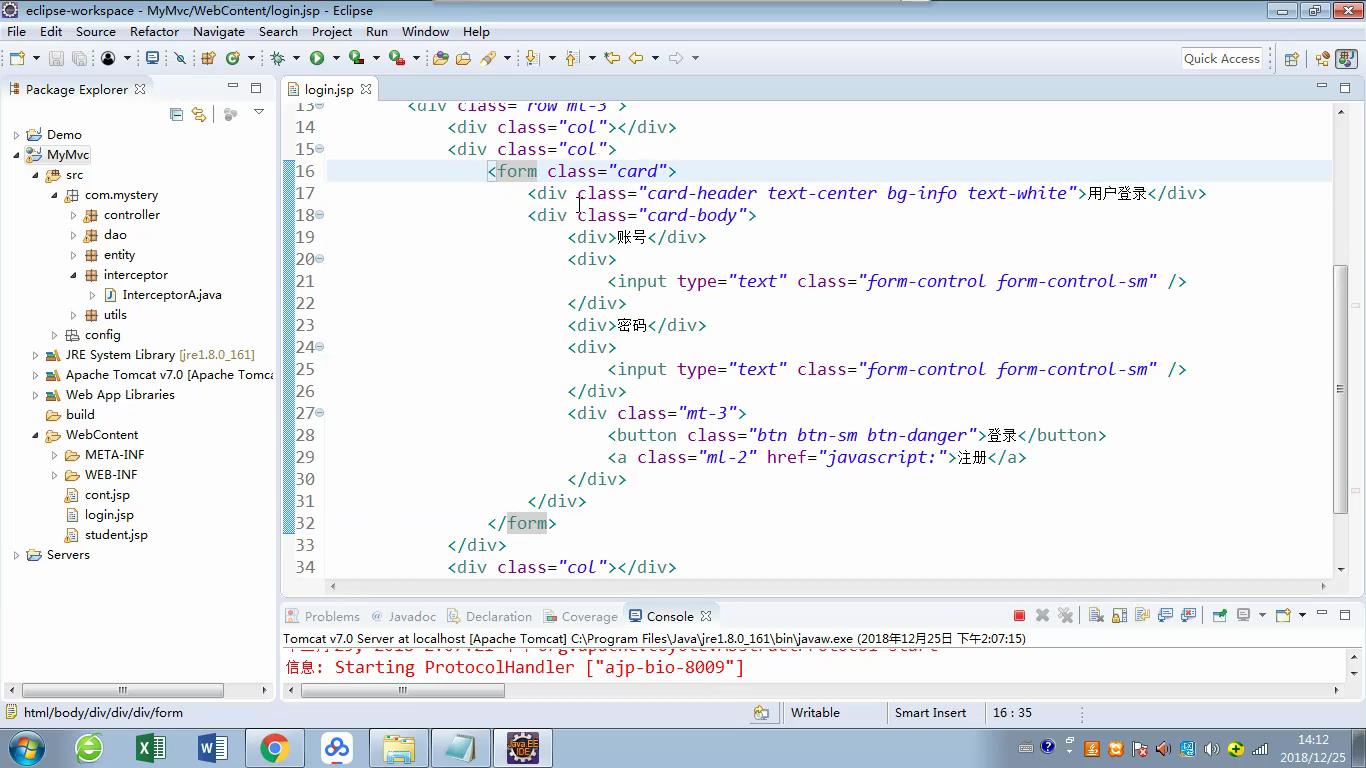 eclipse-workspace - MyMvc/WebContent/login.jsp - Eclipse
File Edit Source Refactor Navigate Search Project Run Window Help
Quick Access
Package Explorer
login.jsp
Demo
MyMvc
src
com.mystery
controller
dao
entity
interceptor
InterceptorA.java
utils
config
JRE System Library [jre1.8.0_161]
Apache Tomcat v7.0 [Apache Tomca
Web App Libraries
build
WebContent
META-INF
WEB-INF
cont.jsp
login.jsp
student.jsp
Servers
13 <div class="row mt-3">
14 <div class="col"></div>
15 <div class="col">
16 <form class="card">
17 <div class="card-header text-center bg-info text-white">用户登录</div>
18 <div class="card-body">
19 <div>账号</div>
20 <div>
21 <input type="text" class="form-control form-control-sm" />
22 </div>
23 <div>密码</div>
24 <div>
25 <input type="text" class="form-control form-control-sm" />
26 </div>
27 <div class="mt-3">
28 <button class="btn btn-sm btn-danger">登录</button>
29 <a class="ml-2" href="javascript:">注册</a>
30 </div>
31 </div>
32 </form>
33 </div>
34 <div class="col"></div>
Problems @ Javadoc Declaration Coverage Console
Tomcat v7.0 Server at localhost [Apache Tomcat] C:\Program Files\Java\jre1.8.0_161\bin\javaw.exe (2018年12月25日 下午2:07:15)
信息: Starting ProtocolHandler ["ajp-bio-8009"]
html/body/div/div/div/form
Writable
Smart Insert
16 : 35
14:12
2018/12/25